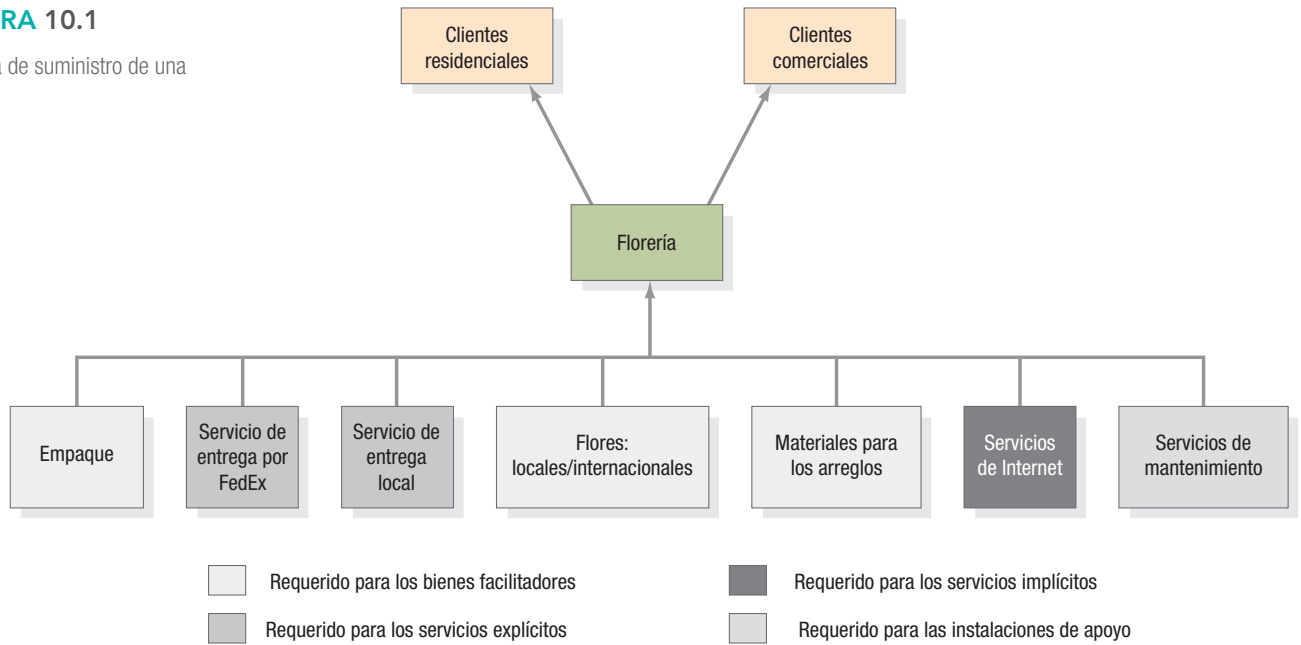 RA 10.1
de suministro de una
Clientes
residenciales
Clientes
comerciales
Florería
Empaque
Servicio de
entrega por
FedEx
Servicio de
entrega
local
Flores:
locales/internacionales
Materiales para
los arreglos
Servicios
de Internet
Servicios de
mantenimiento
Requerido para los bienes facilitadores
Requerido para los servicios implícitos
Requerido para los servicios explícitos
Requerido para las instalaciones de apoyo